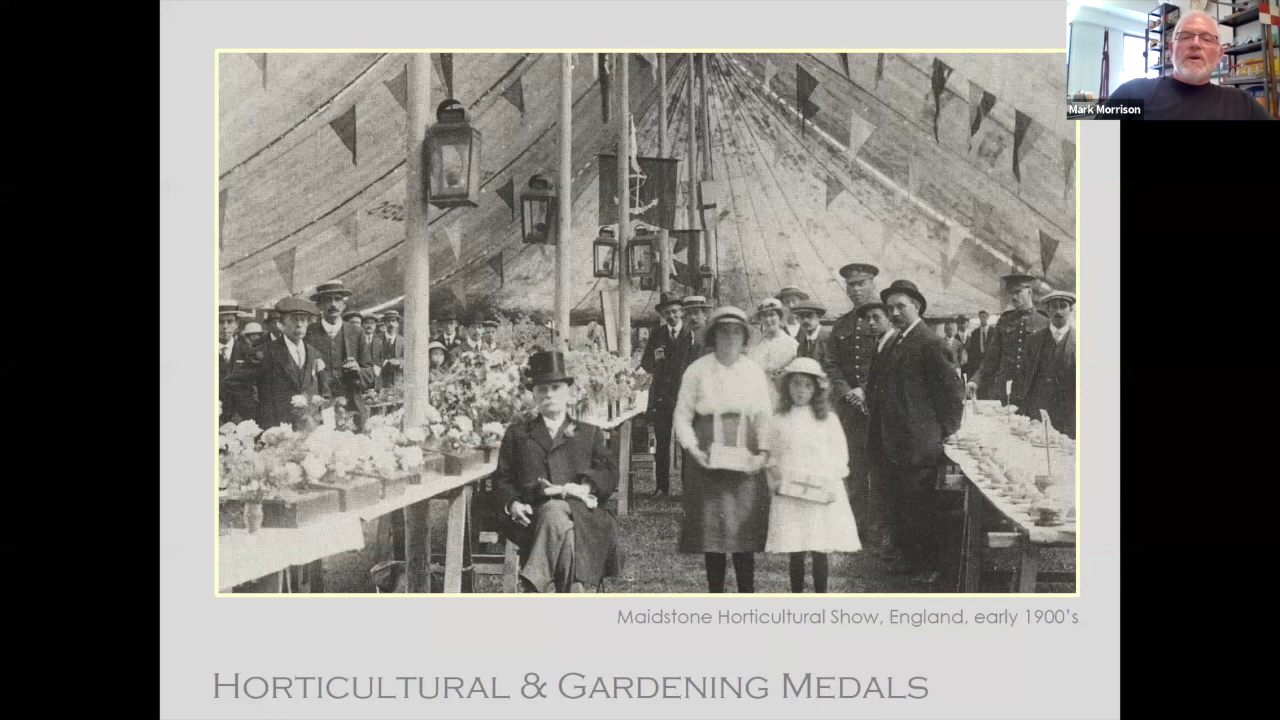 Mark Morrison
Maidstone Horticultural Show, England, early 1900's
Horticultural & Gardening Medals